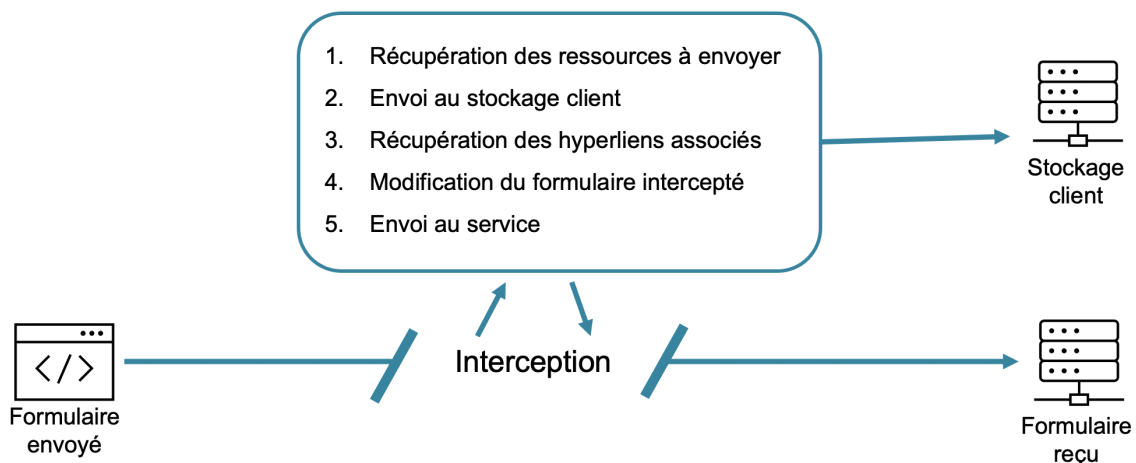 1. Récupération des ressources à envoyer
2. Envoi au stockage client
3. Récupération des hyperliens associés
4. Modification du formulaire intercepté
5. Envoi au service
Stockage
client
</>
Interception
Formulaire
envoyé
Formulaire
reçu